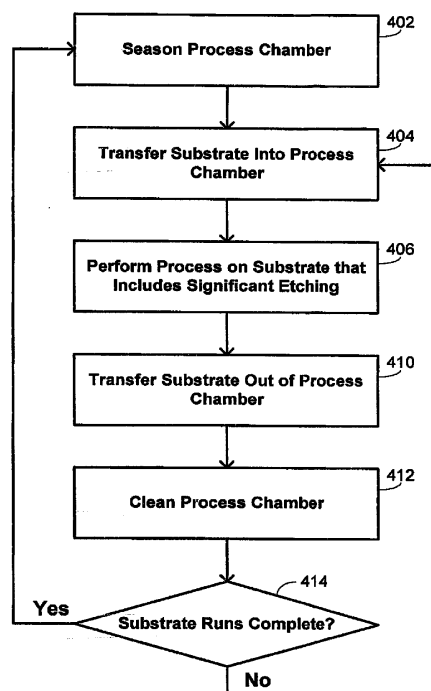 402
Season Process Chamber
404
Transfer Substrate Into Process
Chamber
406
Perform Process on Substrate that
Includes Significant Etching
410
Transfer Substrate Out of Process
Chamber
412
Clean Process Chamber
414
Yes
Substrate Runs Complete?
No